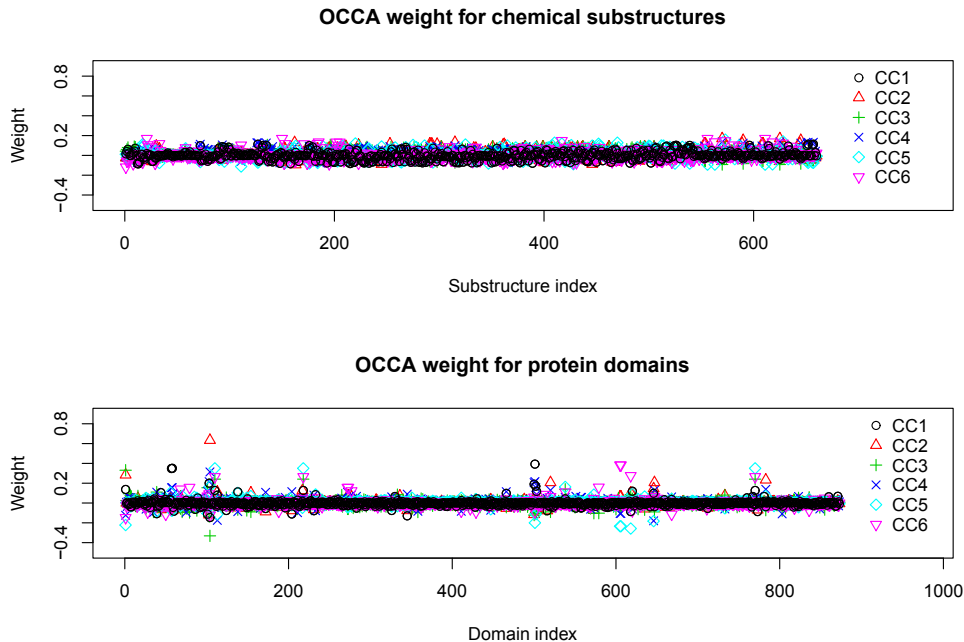 OCCA weight for chemical substructures
Weight
0.8
0.2
−0.4
CC1
CC2
CC3
CC4
CC5
CC6
0
200
400
600
Substructure index
OCCA weight for protein domains
Weight
0.8
0.2
−0.4
CC1
CC2
CC3
CC4
CC5
CC6
0
200
400
600
800
1000
Domain index